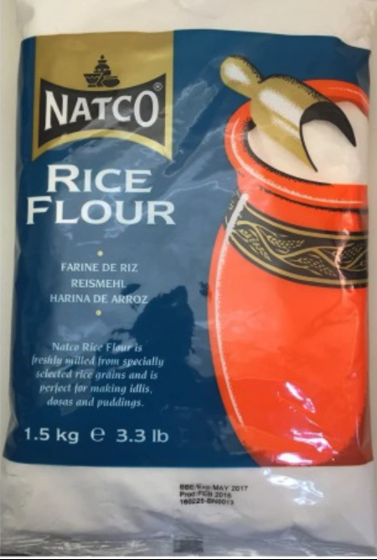 NATCO®
RICE
FLOUR
FARINE DE RIZ
REISMEHL
HARINA DE ARROZ
Natco Rice Flour is
freshly milled from specially
selected rice grains and is
perfect for making idlis,
dosas and puddings.
1.5 kg ℮ 3.3 lb
BBE/Exp:MAY 2017
Prod:FEB 2016